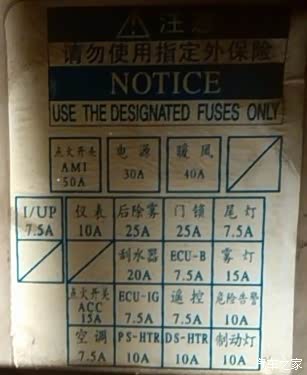 注意
请勿使用指定外保险
NOTICE
USE THE DESIGNATED FUSES ONLY
点火开关 AMI 50A
电源 30A
暖风 40A
I/UP 7.5A
仪表 10A
后除雾 25A
门锁 25A
尾灯 7.5A
刮水器 20A
ECU-B 7.5A
雾灯 15A
点火开关 ACC 15A
ECU-IG 7.5A
遥控 7.5A
危险告警 10A
空调 7.5A
PS-HTR 10A
DS-HTR 10A
制动灯 10A